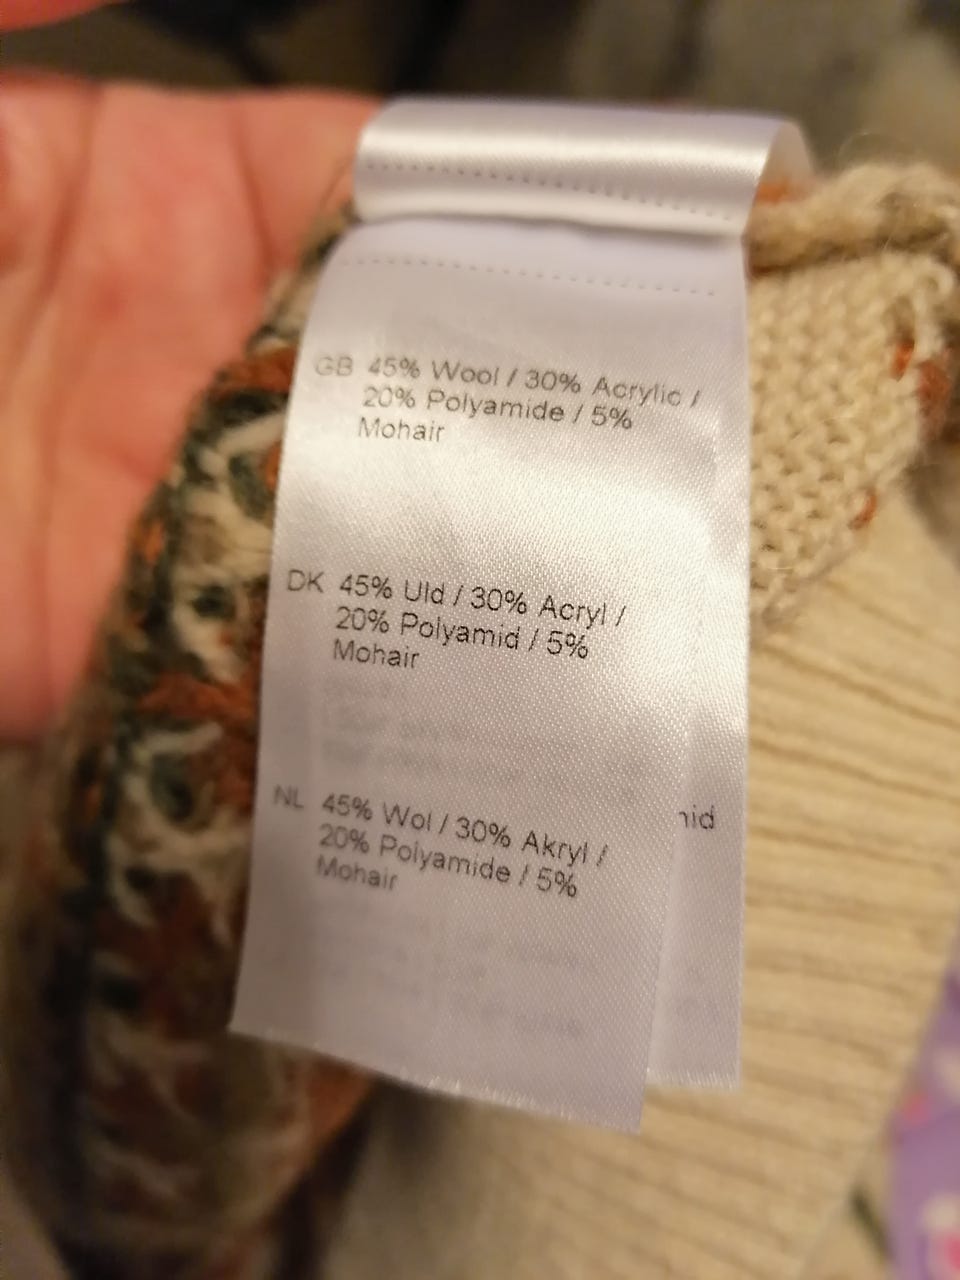 GB 45% Wool / 30% Acrylic /
20% Polyamide / 5%
Mohair
DK 45% Uld / 30% Acryl /
20% Polyamid / 5%
Mohair
NL 45% Wol / 30% Akryl /
20% Polyamide / 5%
Mohair